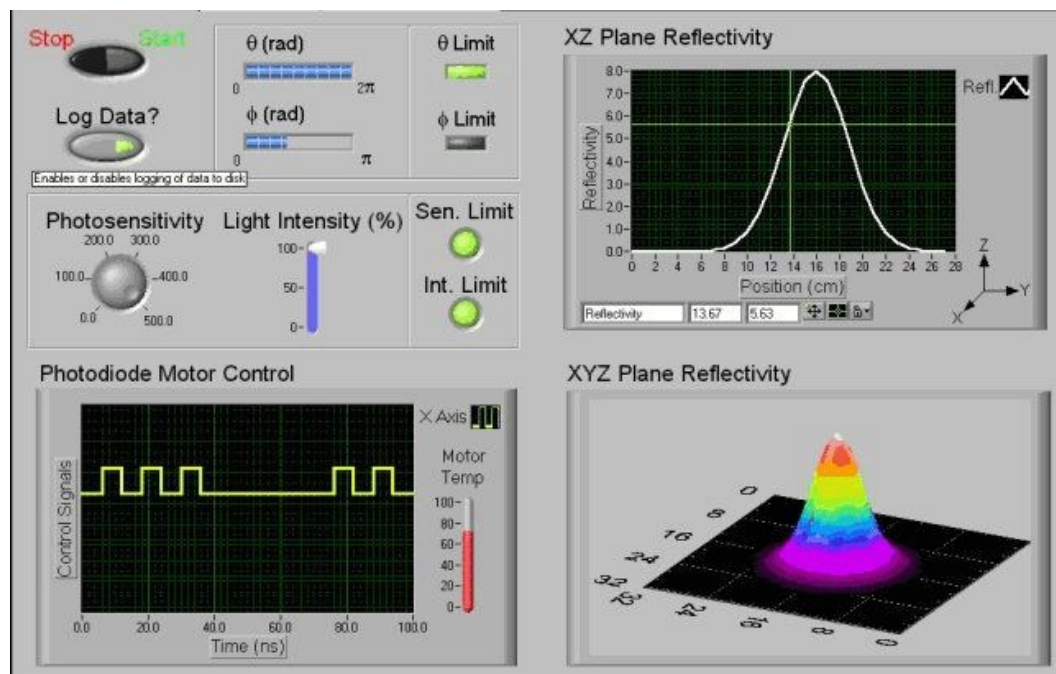 Stop Start
θ (rad)
0 2π
φ (rad)
0 π
θ Limit
φ Limit
Log Data?
Enables or disables logging of data to disk
Photosensitivity
200.0 300.0
100.0 400.0
0.0 500.0
Light Intensity (%)
100
50
0
Sen. Limit
Int. Limit
XZ Plane Reflectivity
Refl.
Reflectivity
8.0
7.0
6.0
5.0
4.0
3.0
2.0
1.0
0.0
0 2 4 6 8 10 12 14 16 18 20 22 24 26 28
Position (cm)
Z
Y
X
Reflectivity 13.67 5.63
Photodiode Motor Control
X Axis
Control Signals
0.0 20.0 40.0 60.0 80.0 100.0
Time (ns)
Motor
Temp
100
80
60
40
20
0
XYZ Plane Reflectivity
0
8
16
24
32
32 24 16 8 0